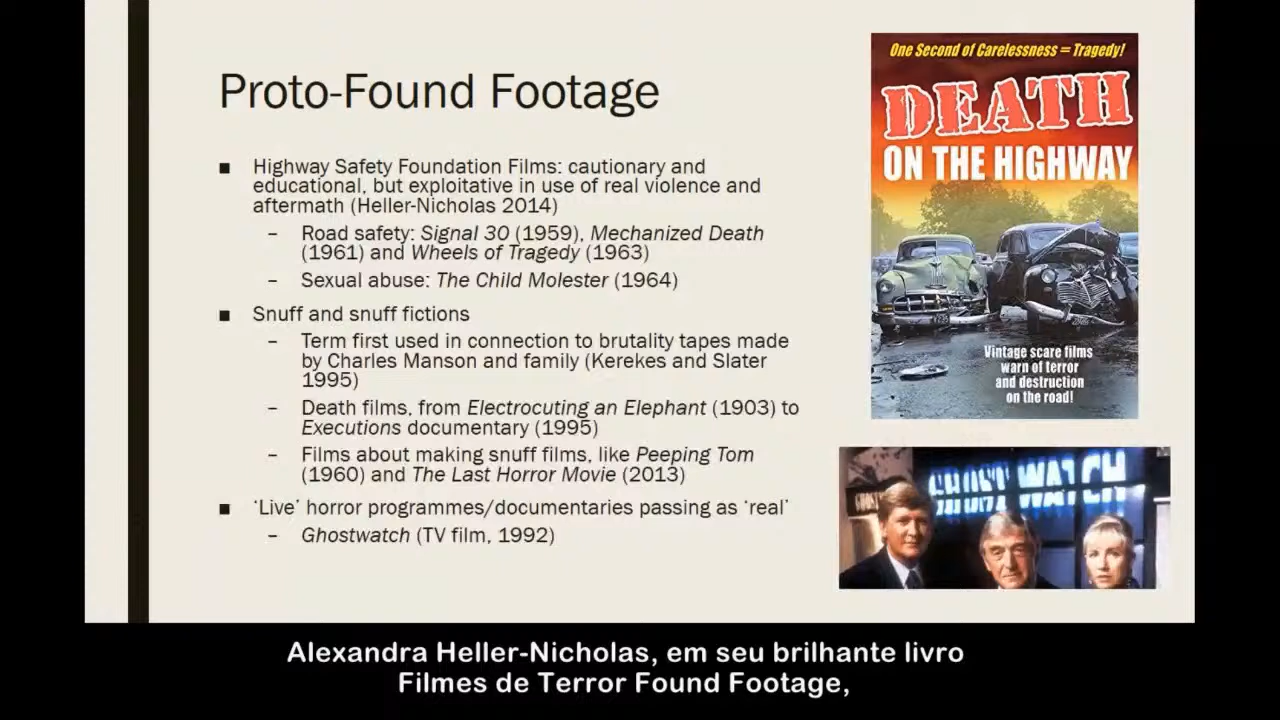 Proto-Found Footage
■ Highway Safety Foundation Films: cautionary and
educational, but exploitative in use of real violence and
aftermath (Heller-Nicholas 2014)
– Road safety: Signal 30 (1959), Mechanized Death
(1961) and Wheels of Tragedy (1963)
– Sexual abuse: The Child Molester (1964)
■ Snuff and snuff fictions
– Term first used in connection to brutality tapes made
by Charles Manson and family (Kerekes and Slater
1995)
– Death films, from Electrocuting an Elephant (1903) to
Executions documentary (1995)
– Films about making snuff films, like Peeping Tom
(1960) and The Last Horror Movie (2013)
■ ‘Live’ horror programmes/documentaries passing as ‘real’
– Ghostwatch (TV film, 1992)
One Second of Carelessness = Tragedy!
DEATH
ON THE HIGHWAY
Vintage scare films
warn of terror
and destruction
on the road!
GHOST WATCH
Alexandra Heller-Nicholas, em seu brilhante livro
Filmes de Terror Found Footage,